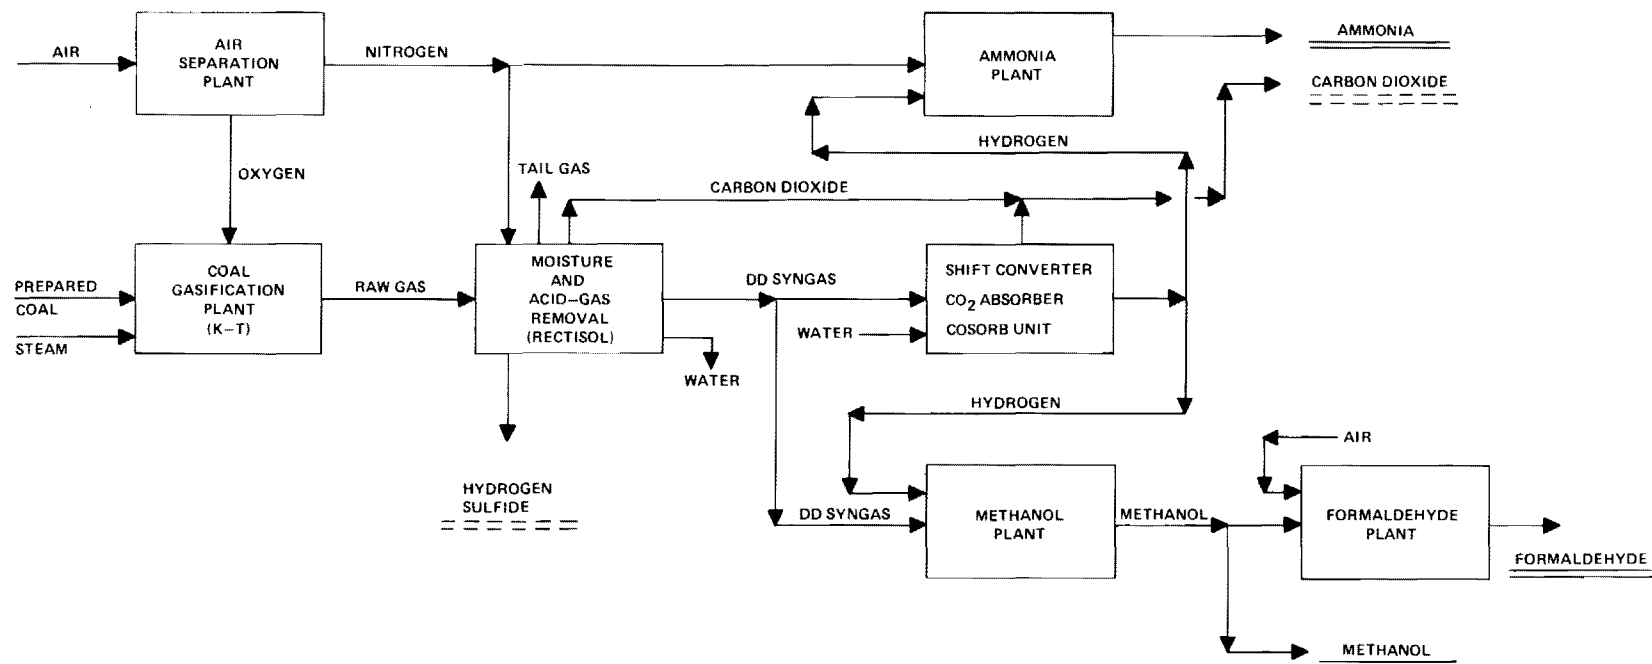 AIR
AIR
SEPARATION
PLANT
NITROGEN
AMMONIA
PLANT
AMMONIA
CARBON DIOXIDE
HYDROGEN
OXYGEN
TAIL GAS
CARBON DIOXIDE
PREPARED
COAL
STEAM
COAL
GASIFICATION
PLANT
(K-T)
RAW GAS
MOISTURE
AND
ACID-GAS
REMOVAL
(RECTISOL)
DD SYNGAS
WATER
SHIFT CONVERTER
CO₂ ABSORBER
COSORB UNIT
WATER
HYDROGEN
AIR
HYDROGEN
SULFIDE
DD SYNGAS
METHANOL
PLANT
METHANOL
FORMALDEHYDE
PLANT
FORMALDEHYDE
METHANOL